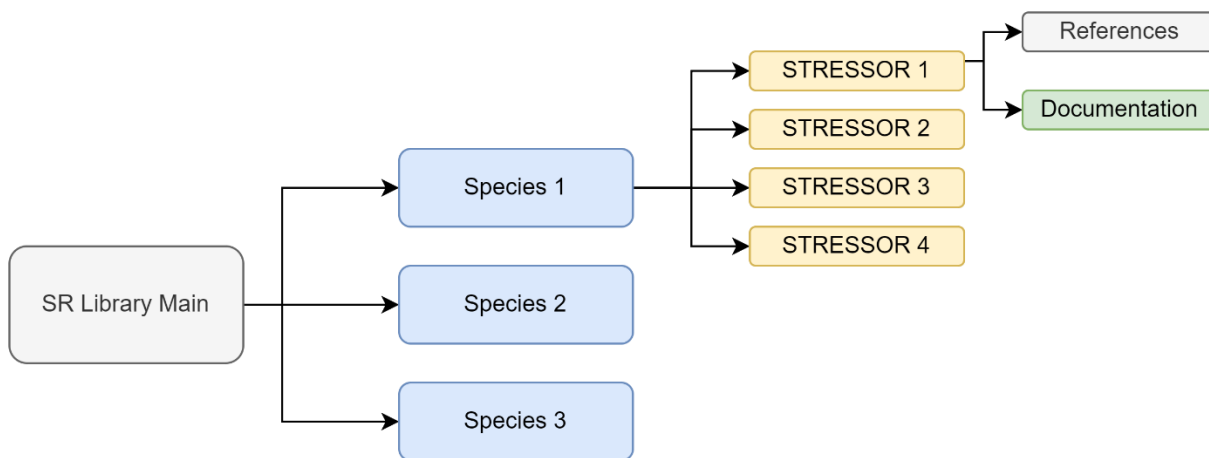 SR Library Main
Species 1
Species 2
Species 3
STRESSOR 1
STRESSOR 2
STRESSOR 3
STRESSOR 4
References
Documentation